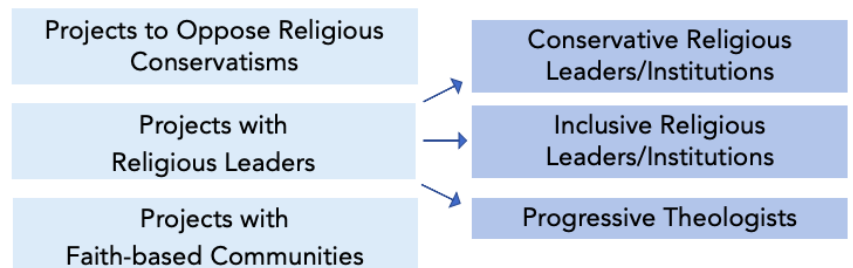 Projects to Oppose Religious
Conservatisms
Projects with
Religious Leaders
Projects with
Faith-based Communities
Conservative Religious
Leaders/Institutions
Inclusive Religious
Leaders/Institutions
Progressive Theologists